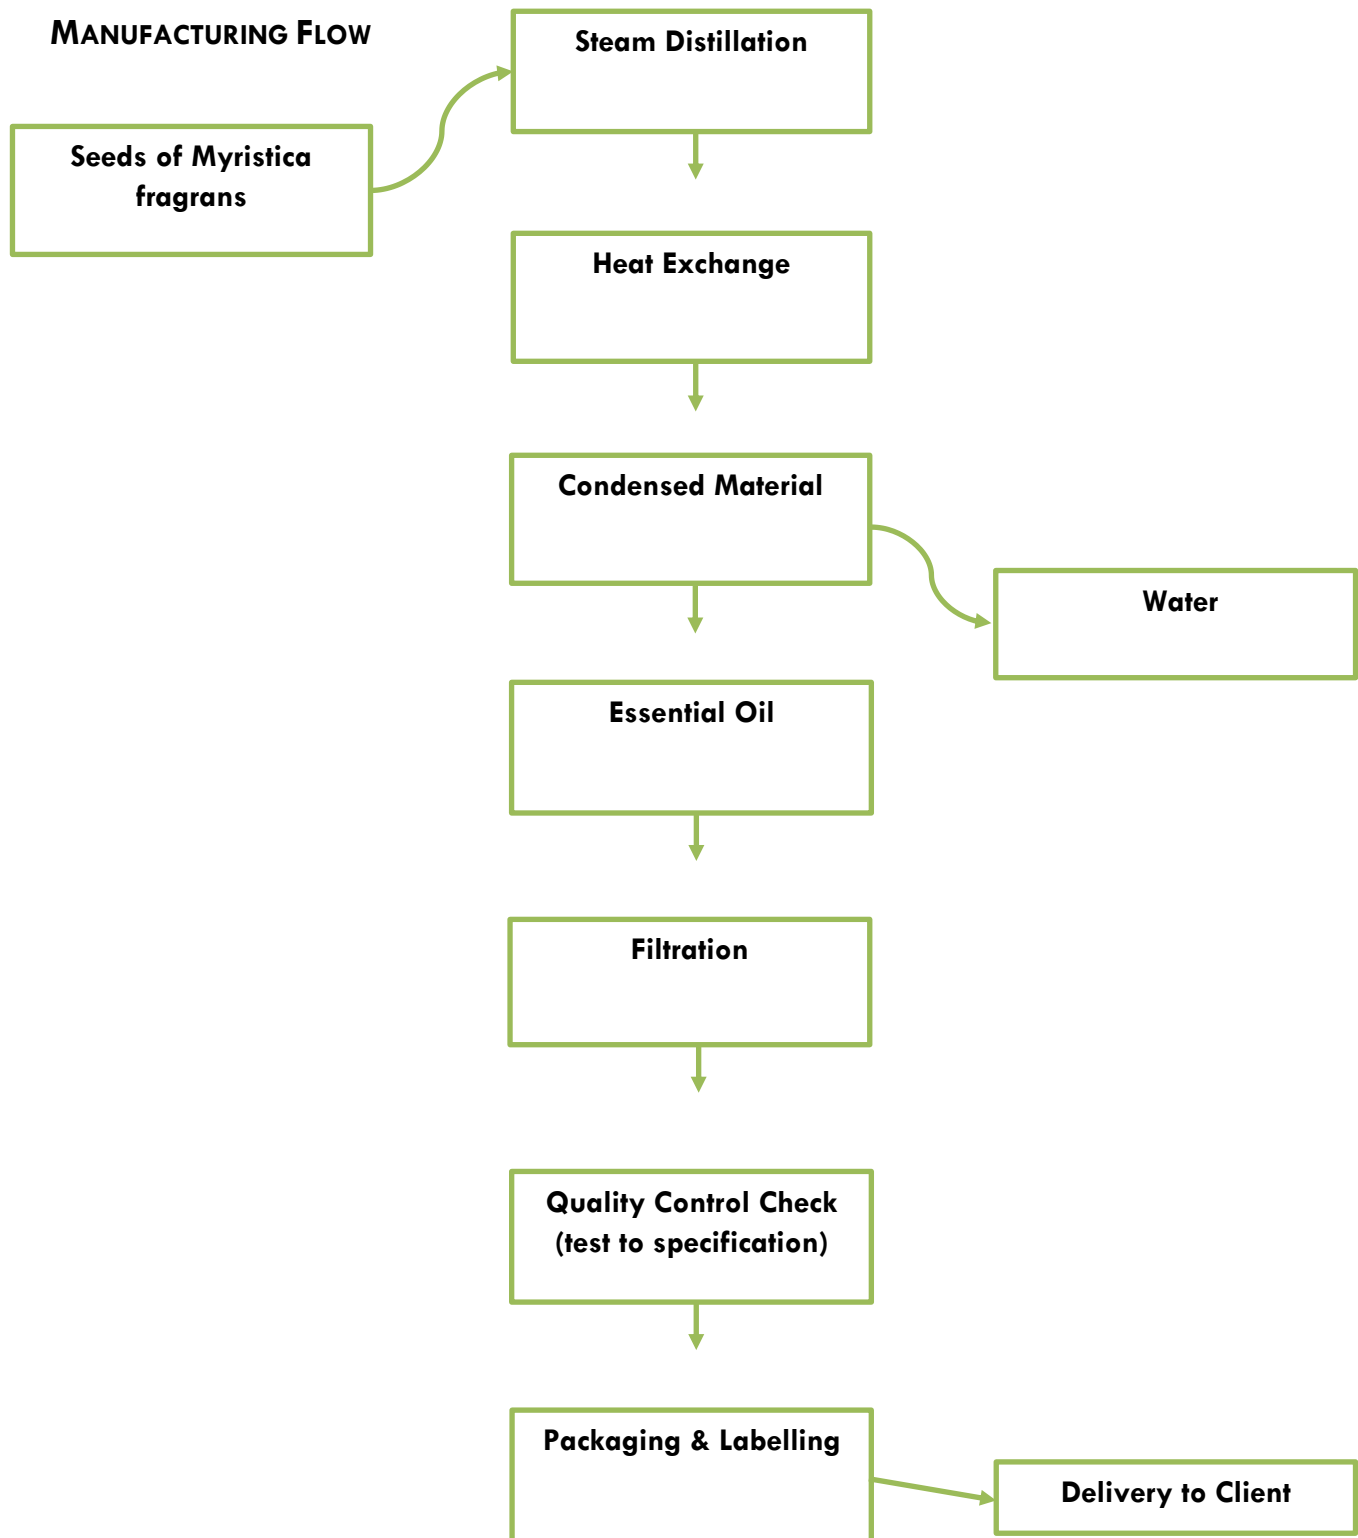 MANUFACTURING FLOW
Steam Distillation
Seeds of Myristica
fragrans
Heat Exchange
Condensed Material
Water
Essential Oil
Filtration
Quality Control Check
(test to specification)
Packaging & Labelling
Delivery to Client